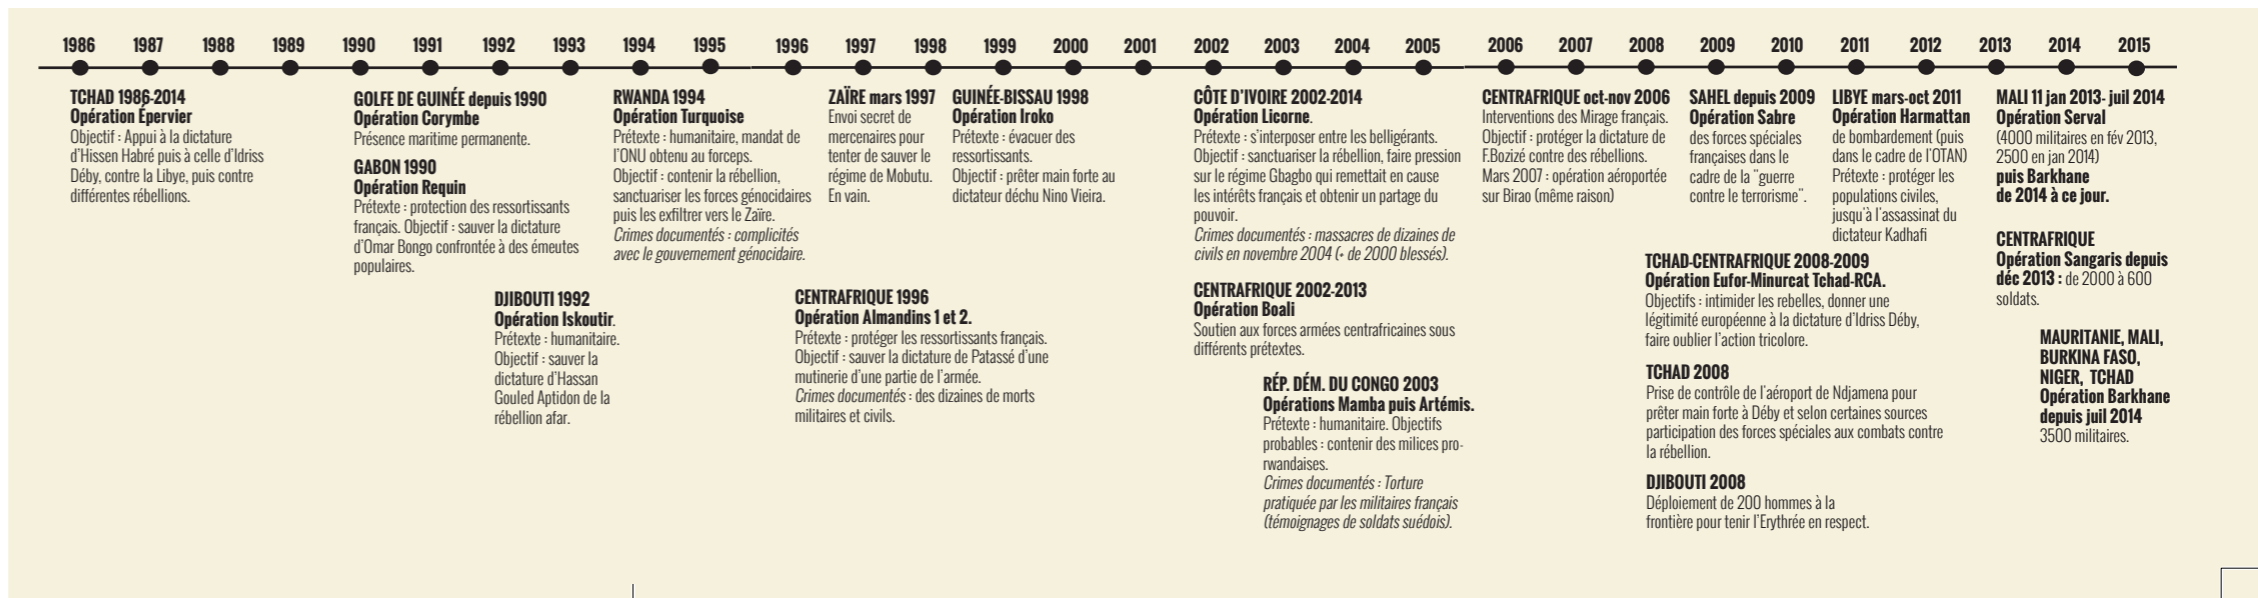 1986 1987 1988 1989 1990 1991 1992 1993 1994 1995 1996 1997 1998 1999 2000 2001 2002 2003 2004 2005 2006 2007 2008 2009 2010 2011 2012 2013 2014 2015
TCHAD 1986-2014
Opération Épervier
Objectif : Appui à la dictature
d'Hissen Habré puis à celle d'Idriss
Déby, contre la Libye, puis contre
différentes rébellions.
GOLFE DE GUINÉE depuis 1990
Opération Corymbe
Présence maritime permanente.
GABON 1990
Opération Requin
Prétexte : protection des ressortissants
français. Objectif : sauver la dictature
d'Omar Bongo confrontée à des émeutes
populaires.
DJIBOUTI 1992
Opération Iskoutir.
Prétexte : humanitaire.
Objectif : sauver la
dictature d'Hassan
Gouled Aptidon de la
rébellion afar.
RWANDA 1994
Opération Turquoise
Prétexte : humanitaire, mandat de
l'ONU obtenu au forceps.
Objectif : contenir la rébellion,
sanctuariser les forces génocidaires
puis les exfiltrer vers le Zaïre.
Crimes documentés : complicités
avec le gouvernement génocidaire.
CENTRAFRIQUE 1996
Opération Almandins 1 et 2.
Prétexte : protéger les ressortissants français.
Objectif : sauver la dictature de Patassé d'une
mutinerie d'une partie de l'armée.
Crimes documentés : des dizaines de morts
militaires et civils.
ZAÏRE mars 1997
Envoi secret de
mercenaires pour
tenter de sauver le
régime de Mobutu.
En vain.
GUINÉE-BISSAU 1998
Opération Iroko
Prétexte : évacuer des
ressortissants.
Objectif : prêter main forte au
dictateur déchu Nino Vieira.
CÔTE D'IVOIRE 2002-2014
Opération Licorne.
Prétexte : s'interposer entre les belligérants.
Objectif : sanctuariser la rébellion, faire pression
sur le régime Gbagbo qui remettait en cause
les intérêts français et obtenir un partage du
pouvoir.
Crimes documentés : massacres de dizaines de
civils en novembre 2004 (+ de 2000 blessés).
CENTRAFRIQUE 2002-2013
Opération Boali
Soutien aux forces armées centrafricaines sous
différents prétextes.
RÉP. DÉM. DU CONGO 2003
Opérations Mamba puis Artémis.
Prétexte : humanitaire. Objectifs
probables : contenir des milices pro-
rwandaises.
Crimes documentés : Torture
pratiquée par les militaires français
(témoignages de soldats suédois).
CENTRAFRIQUE oct-nov 2006
Interventions des Mirage français.
Objectif : protéger la dictature de
F.Bozizé contre des rébellions.
Mars 2007 : opération aéroportée
sur Birao (même raison)
SAHEL depuis 2009
Opération Sabre
des forces spéciales
françaises dans le
cadre de la "guerre
contre le terrorisme".
LIBYE mars-oct 2011
Opération Harmattan
de bombardement (puis
dans le cadre de l'OTAN)
Prétexte : protéger les
populations civiles,
jusqu'à l'assassinat du
dictateur Kadhafi
TCHAD-CENTRAFRIQUE 2008-2009
Opération Eufor-Minurcat Tchad-RCA.
Objectifs : intimider les rebelles, donner une
légitimité européenne à la dictature d'Idriss Déby,
faire oublier l'action tricolore.
TCHAD 2008
Prise de contrôle de l'aéroport de Ndjamena pour
prêter main forte à Déby et selon certaines sources
participation des forces spéciales aux combats contre
la rébellion.
DJIBOUTI 2008
Déploiement de 200 hommes à la
frontière pour tenir l'Erythrée en respect.
MALI 11 jan 2013- juil 2014
Opération Serval
(4000 militaires en fév 2013,
2500 en jan 2014)
puis Barkhane
de 2014 à ce jour.
CENTRAFRIQUE
Opération Sangaris depuis
déc 2013 : de 2000 à 600
soldats.
MAURITANIE, MALI,
BURKINA FASO,
NIGER, TCHAD
Opération Barkhane
depuis juil 2014
3500 militaires.